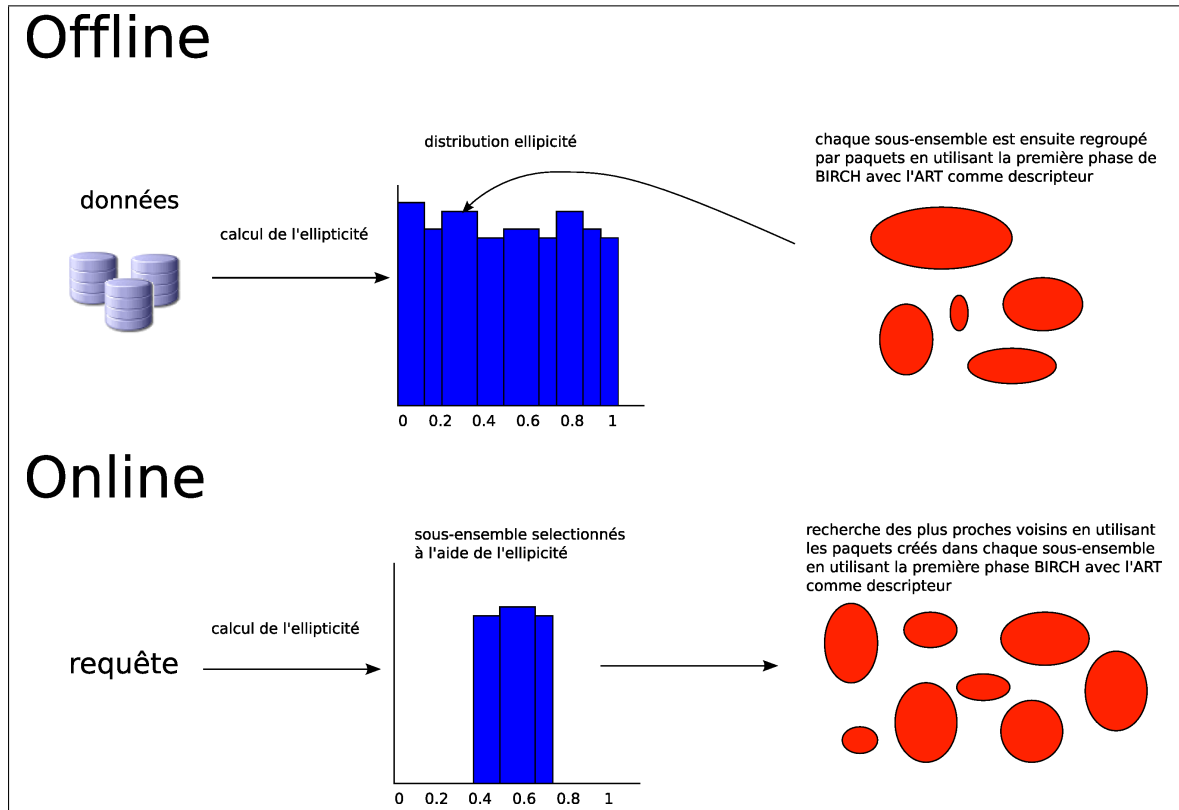 Offline
distribution ellipicité
chaque sous-ensemble est ensuite regroupé
par paquets en utilisant la première phase de
BIRCH avec l'ART comme descripteur
données
calcul de l'ellipticité
0 0.2 0.4 0.6 0.8 1
Online
sous-ensemble selectionnés
à l'aide de l'ellipicité
recherche des plus proches voisins en utilisant
les paquets créés dans chaque sous-ensemble
en utilisant la première phase BIRCH avec l'ART
comme descripteur
calcul de l'ellipticité
requête
0 0.2 0.4 0.6 0.8 1